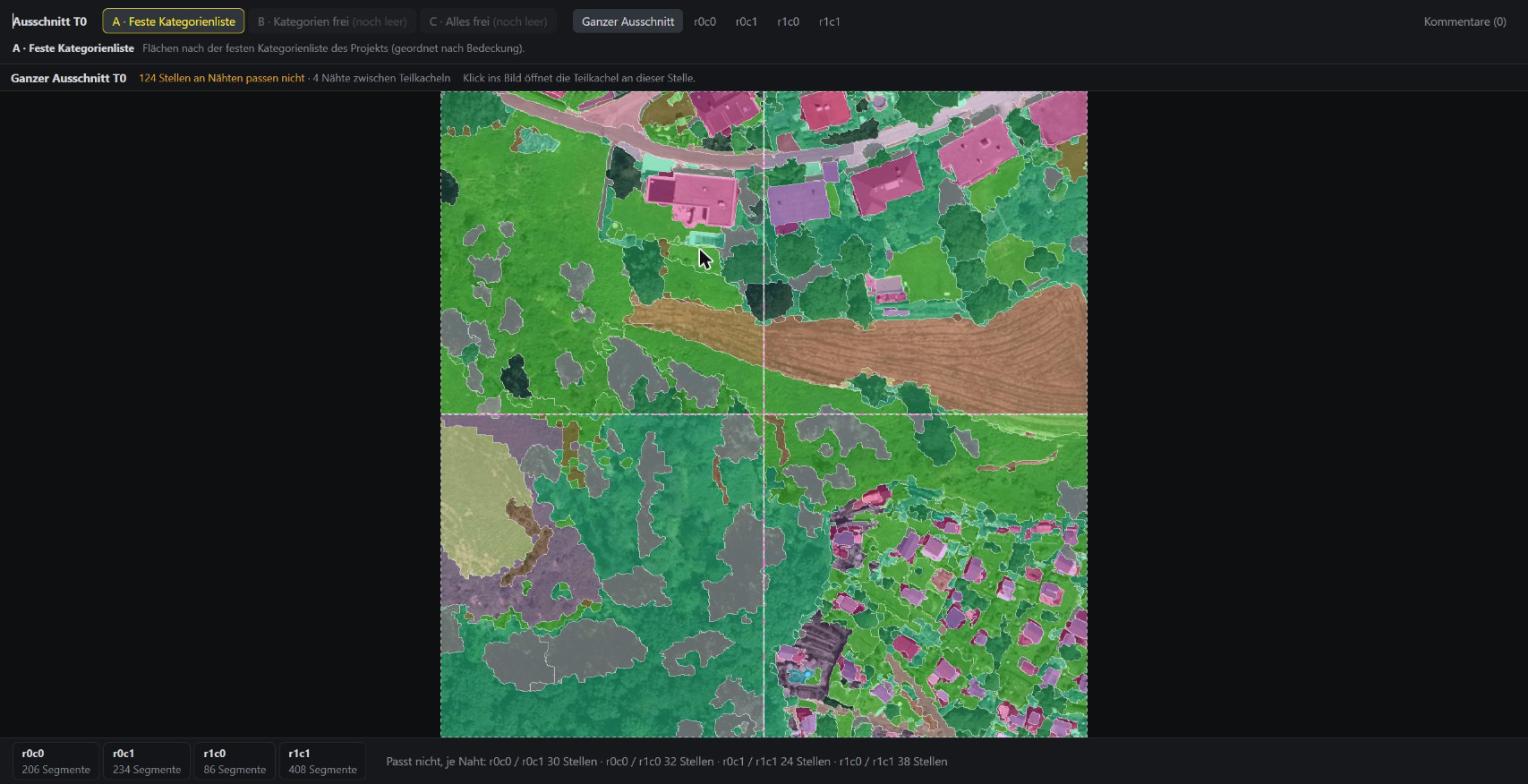 Ausschnitt T0 A · Feste Kategorienliste B · Kategorien frei (noch leer) C · Alles frei (noch leer) Ganzer Ausschnitt r0c0 r0c1 r1c0 r1c1 Kommentare (0)
A · Feste Kategorienliste Flächen nach der festen Kategorienliste des Projekts (geordnet nach Bedeckung).
Ganzer Ausschnitt T0 124 Stellen an Nähten passen nicht · 4 Nähte zwischen Teilkacheln Klick ins Bild öffnet die Teilkachel an dieser Stelle.
r0c0 r0c1 r1c0 r1c1
206 Segmente 234 Segmente 86 Segmente 408 Segmente
Passt nicht, je Naht: r0c0 / r0c1 30 Stellen · r0c0 / r1c0 32 Stellen · r0c1 / r1c1 24 Stellen · r1c0 / r1c1 38 Stellen